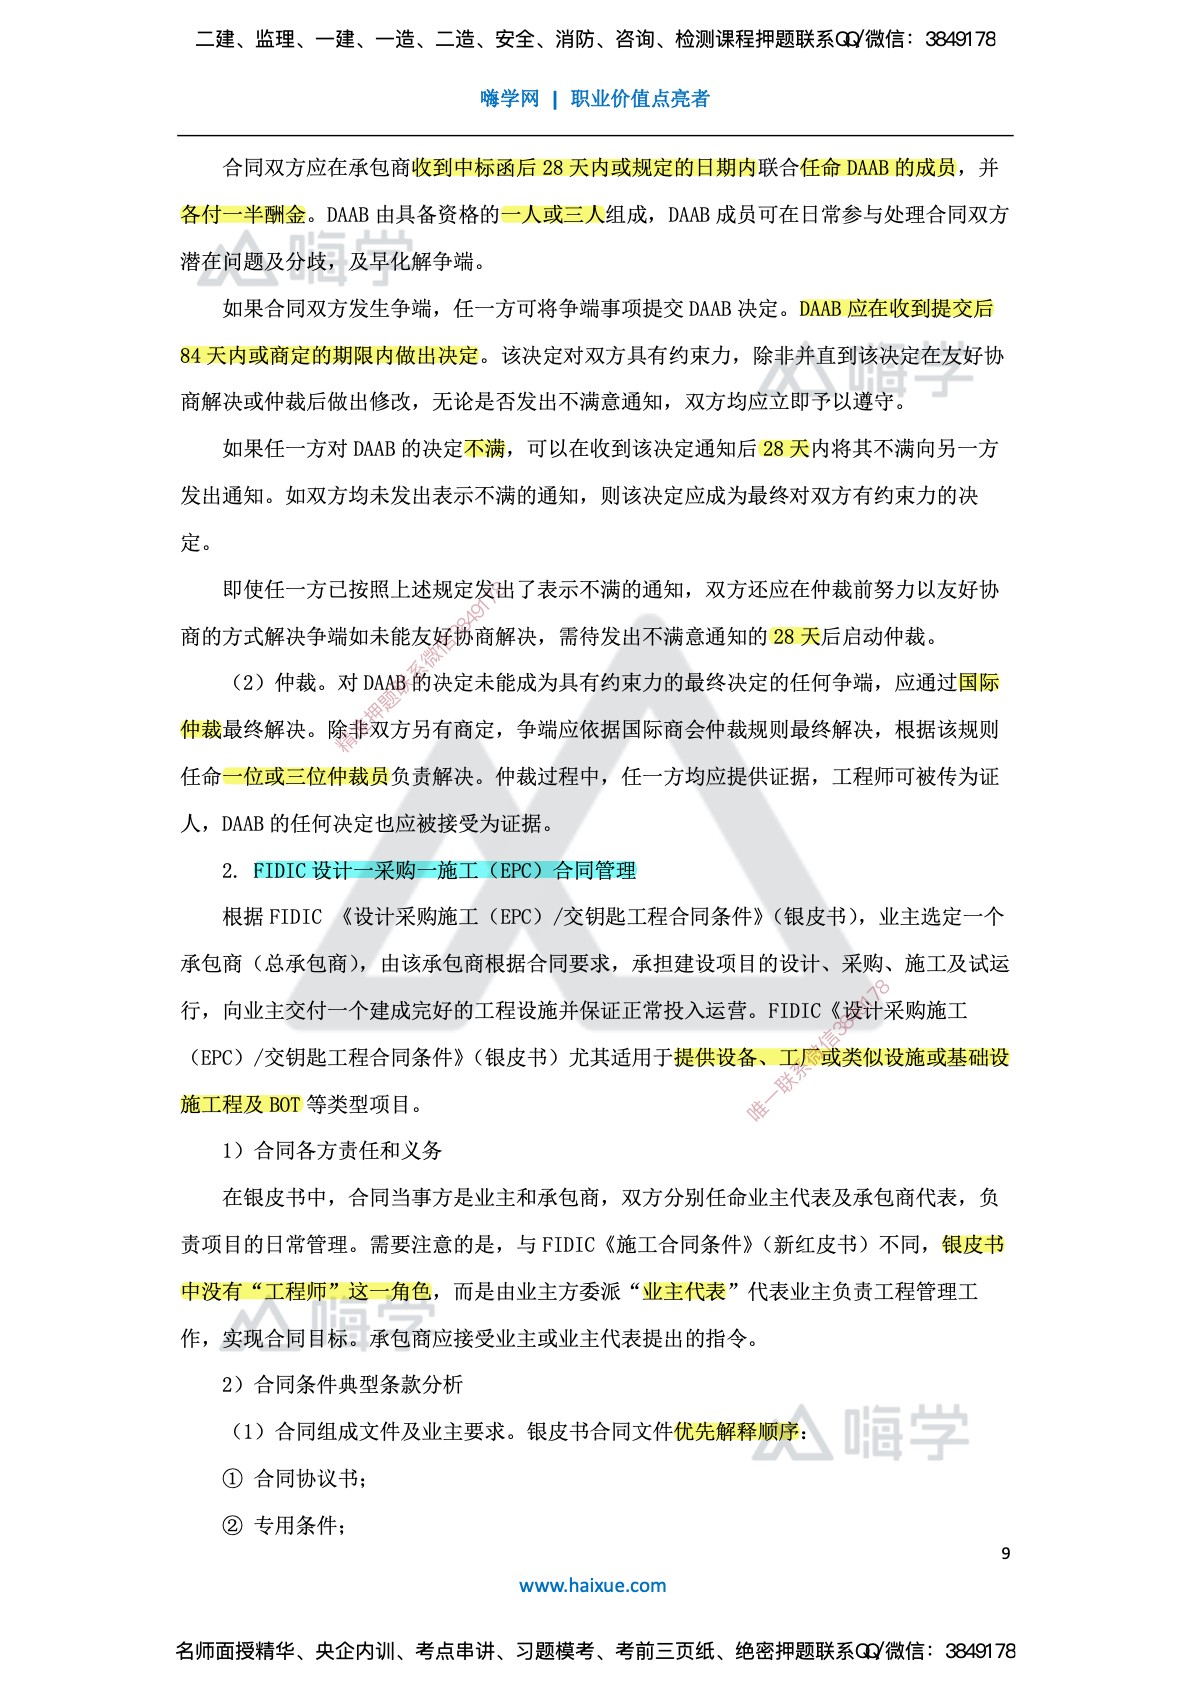 二建、监理、一建、一造、二造、安全、消防、咨询、检测课程押题联系QQ/微信：3849178
嗨学网 | 职业价值点亮者
合同双方应在承包商收到中标函后 28 天内或规定的日期内联合任命 DAAB 的成员，并
各付一半酬金。DAAB 由具备资格的一人或三人组成，DAAB 成员可在日常参与处理合同双方
嗨学
潜在问题及分歧，及早化解争端。
如果合同双方发生争端，任一方可将争端事项提交 DAAB 决定。DAAB 应在收到提交后
84 天内或商定的期限内做出决定。该决定对双方具有约束力，除非并直到该决定在友好协
嗨学
商解决或仲裁后做出修改，无论是否发出不满意通知，双方均应立即予以遵守。
如果任一方对 DAAB 的决定不满，可以在收到该决定通知后 28 天内将其不满向另一方
发出通知。如双方均未发出表示不满的通知，则该决定应成为最终对双方有约束力的决
定。
即使任一方已按照上述规定发出了表示不满的通知，双方还应在仲裁前努力以友好协
商的方式解决争端如未能友好协商解决，需待发出不满意通知的 28 天后启动仲裁。
精准押题联系微信3849178
（2）仲裁。对 DAAB 的决定未能成为具有约束力的最终决定的任何争端，应通过国际
仲裁最终解决。除非双方另有商定，争端应依据国际商会仲裁规则最终解决，根据该规则
任命一位或三位仲裁员负责解决。仲裁过程中，任一方均应提供证据，工程师可被传为证
人，DAAB 的任何决定也应被接受为证据。
2. FIDIC 设计一采购一施工（EPC）合同管理
根据 FIDIC 《设计采购施工（EPC）/交钥匙工程合同条件》（银皮书），业主选定一个
承包商（总承包商），由该承包商根据合同要求，承担建设项目的设计、采购、施工及试运
行，向业主交付一个建成完好的工程设施并保证正常投入运营。FIDIC《设计采购施工
（EPC）/交钥匙工程合同条件》（银皮书）尤其适用于提供设备、工厂或类似设施或基础设
唯一联系微信3849178
施工程及 BOT 等类型项目。
1）合同各方责任和义务
在银皮书中，合同当事方是业主和承包商，双方分别任命业主代表及承包商代表，负
责项目的日常管理。需要注意的是，与 FIDIC《施工合同条件》（新红皮书）不同，银皮书
中没有“工程师”这一角色，而是由业主方委派“业主代表”代表业主负责工程管理工
嗨学
作，实现合同目标。承包商应接受业主或业主代表提出的指令。
2）合同条件典型条款分析
（1）合同组成文件及业主要求。银皮书合同文件优先解释顺序：
嗨学
① 合同协议书；
② 专用条件；
9
www.haixue.com
名师面授精华、央企内训、考点串讲、习题模考、考前三页纸、绝密押题联系QQ/微信：3849178